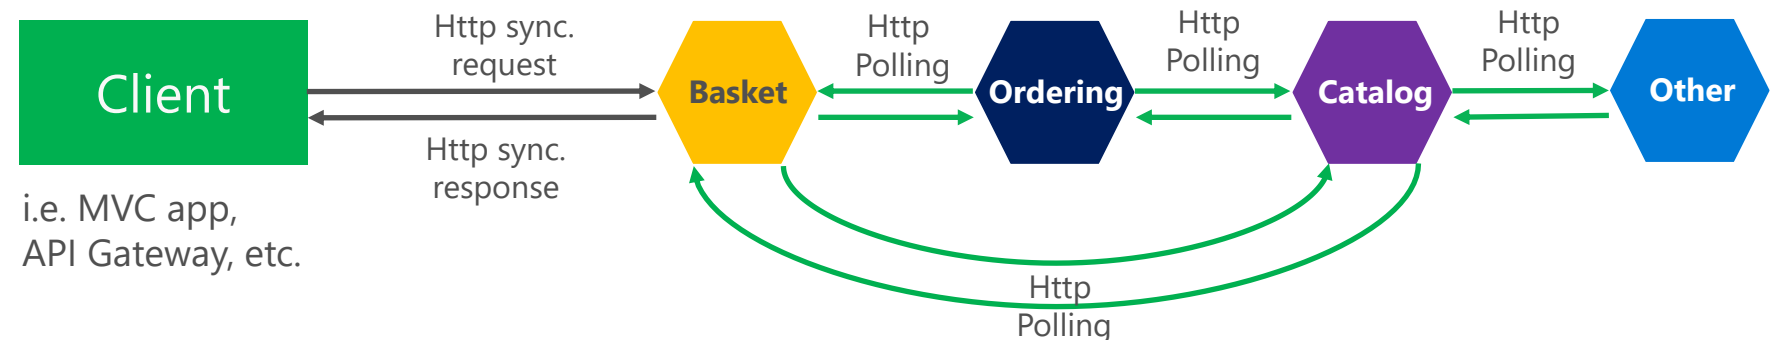 Client
i.e. MVC app,
API Gateway, etc.
Http sync.
request
Http sync.
response
Basket
Http
Polling
Ordering
Http
Polling
Catalog
Http
Polling
Other
Http
Polling